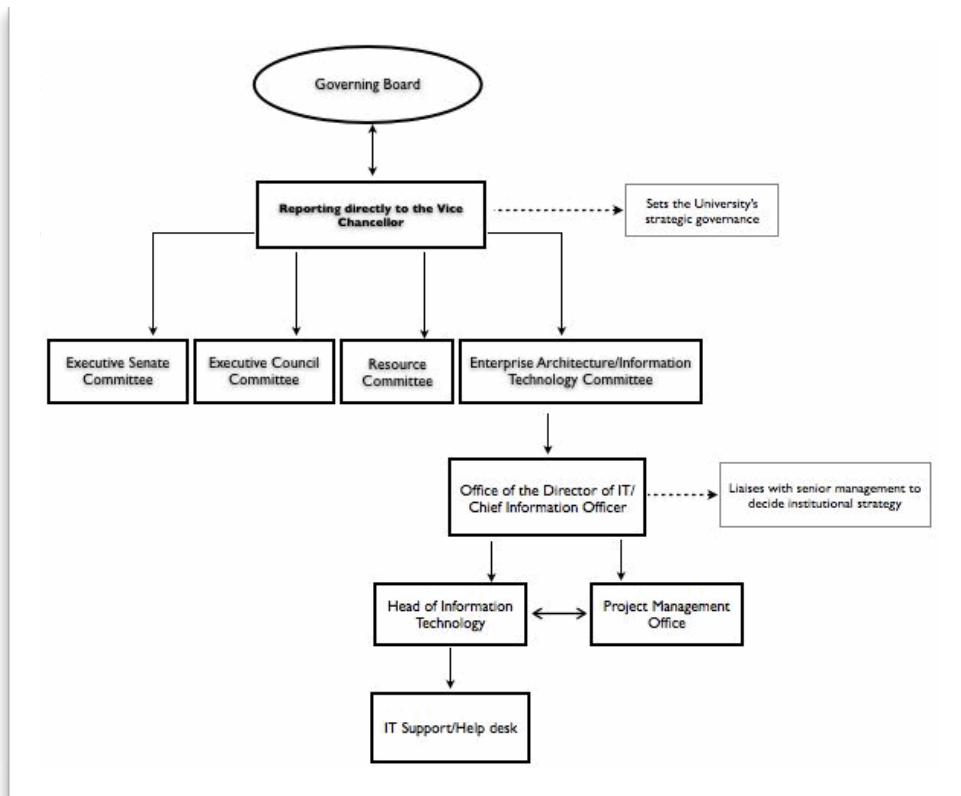 Governing Board
Reporting directly to the Vice
Chancellor
Sets the University's
strategic governance
Executive Senate
Committee
Executive Council
Committee
Resource
Committee
Enterprise Architecture/Information
Technology Committee
Office of the Director of IT/
Chief Information Officer
Liaises with senior management to
decide institutional strategy
Head of Information
Technology
Project Management
Office
IT Support/Help desk